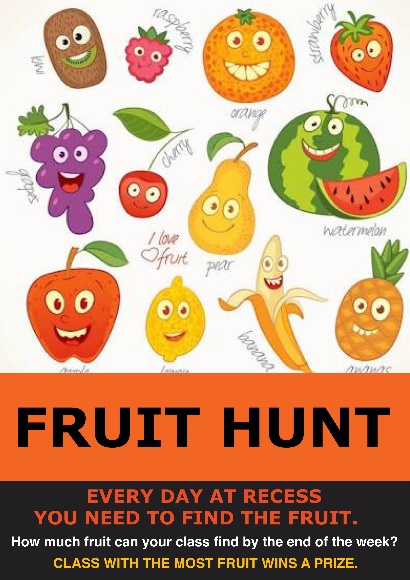 kiwi
raspberry
orange
strawberry
grapes
cherry
I love
fruit
pear
watermelon
apple
lemon
banana
ananas
FRUIT HUNT
EVERY DAY AT RECESS
YOU NEED TO FIND THE FRUIT.
How much fruit can your class find by the end of the week?
CLASS WITH THE MOST FRUIT WINS A PRIZE.